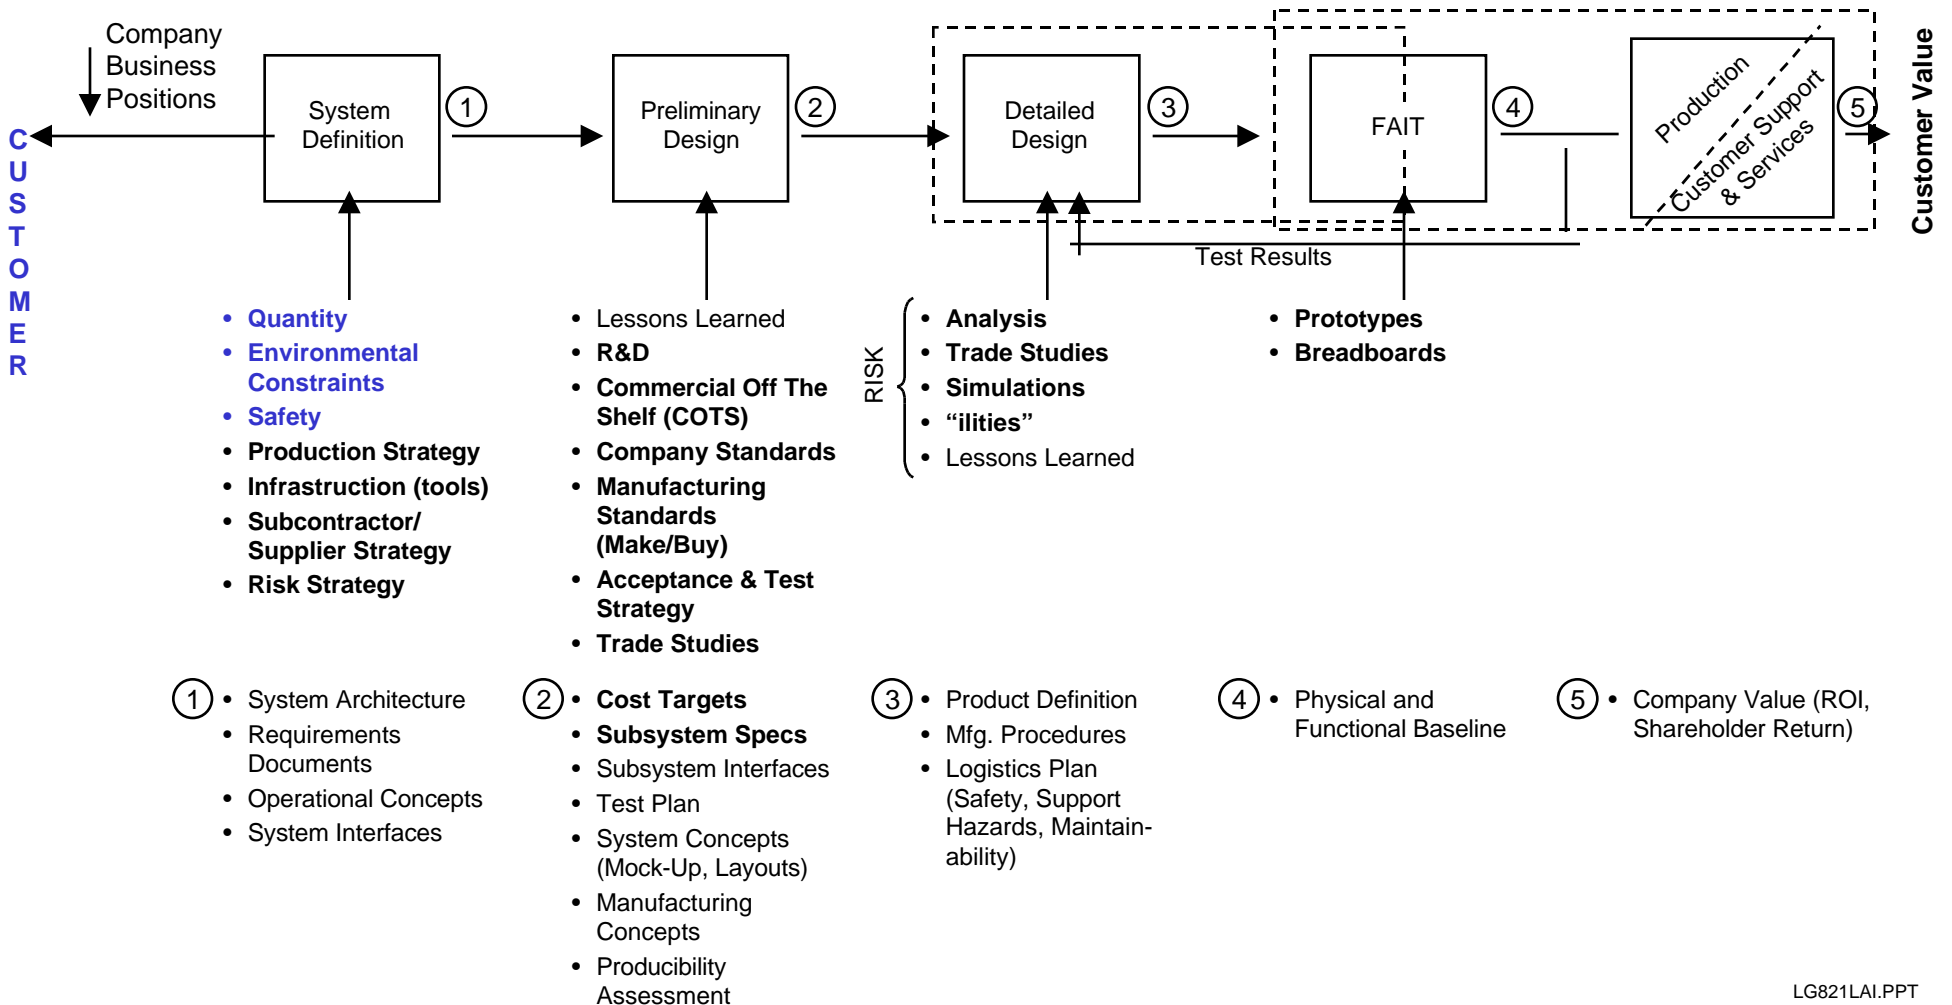 Company
Business
Positions
CUSTOMER
System
Definition
1
Preliminary
Design
2
Detailed
Design
3
FAIT
4
Production
Customer Support
& Services
5
Customer Value
Test Results
• Quantity
• Environmental
Constraints
• Safety
• Production Strategy
• Infrastruction (tools)
• Subcontractor/
Supplier Strategy
• Risk Strategy
• Lessons Learned
• R&D
• Commercial Off The
Shelf (COTS)
• Company Standards
• Manufacturing
Standards
(Make/Buy)
• Acceptance & Test
Strategy
• Trade Studies
RISK
• Analysis
• Trade Studies
• Simulations
• “ilities”
• Lessons Learned
• Prototypes
• Breadboards
1 • System Architecture
• Requirements
Documents
• Operational Concepts
• System Interfaces
2 • Cost Targets
• Subsystem Specs
• Subsystem Interfaces
• Test Plan
• System Concepts
(Mock-Up, Layouts)
• Manufacturing
Concepts
• Producibility
Assessment
3 • Product Definition
• Mfg. Procedures
• Logistics Plan
(Safety, Support
Hazards, Maintain-
ability)
4 • Physical and
Functional Baseline
5 • Company Value (ROI,
Shareholder Return)
LG821LAI.PPT